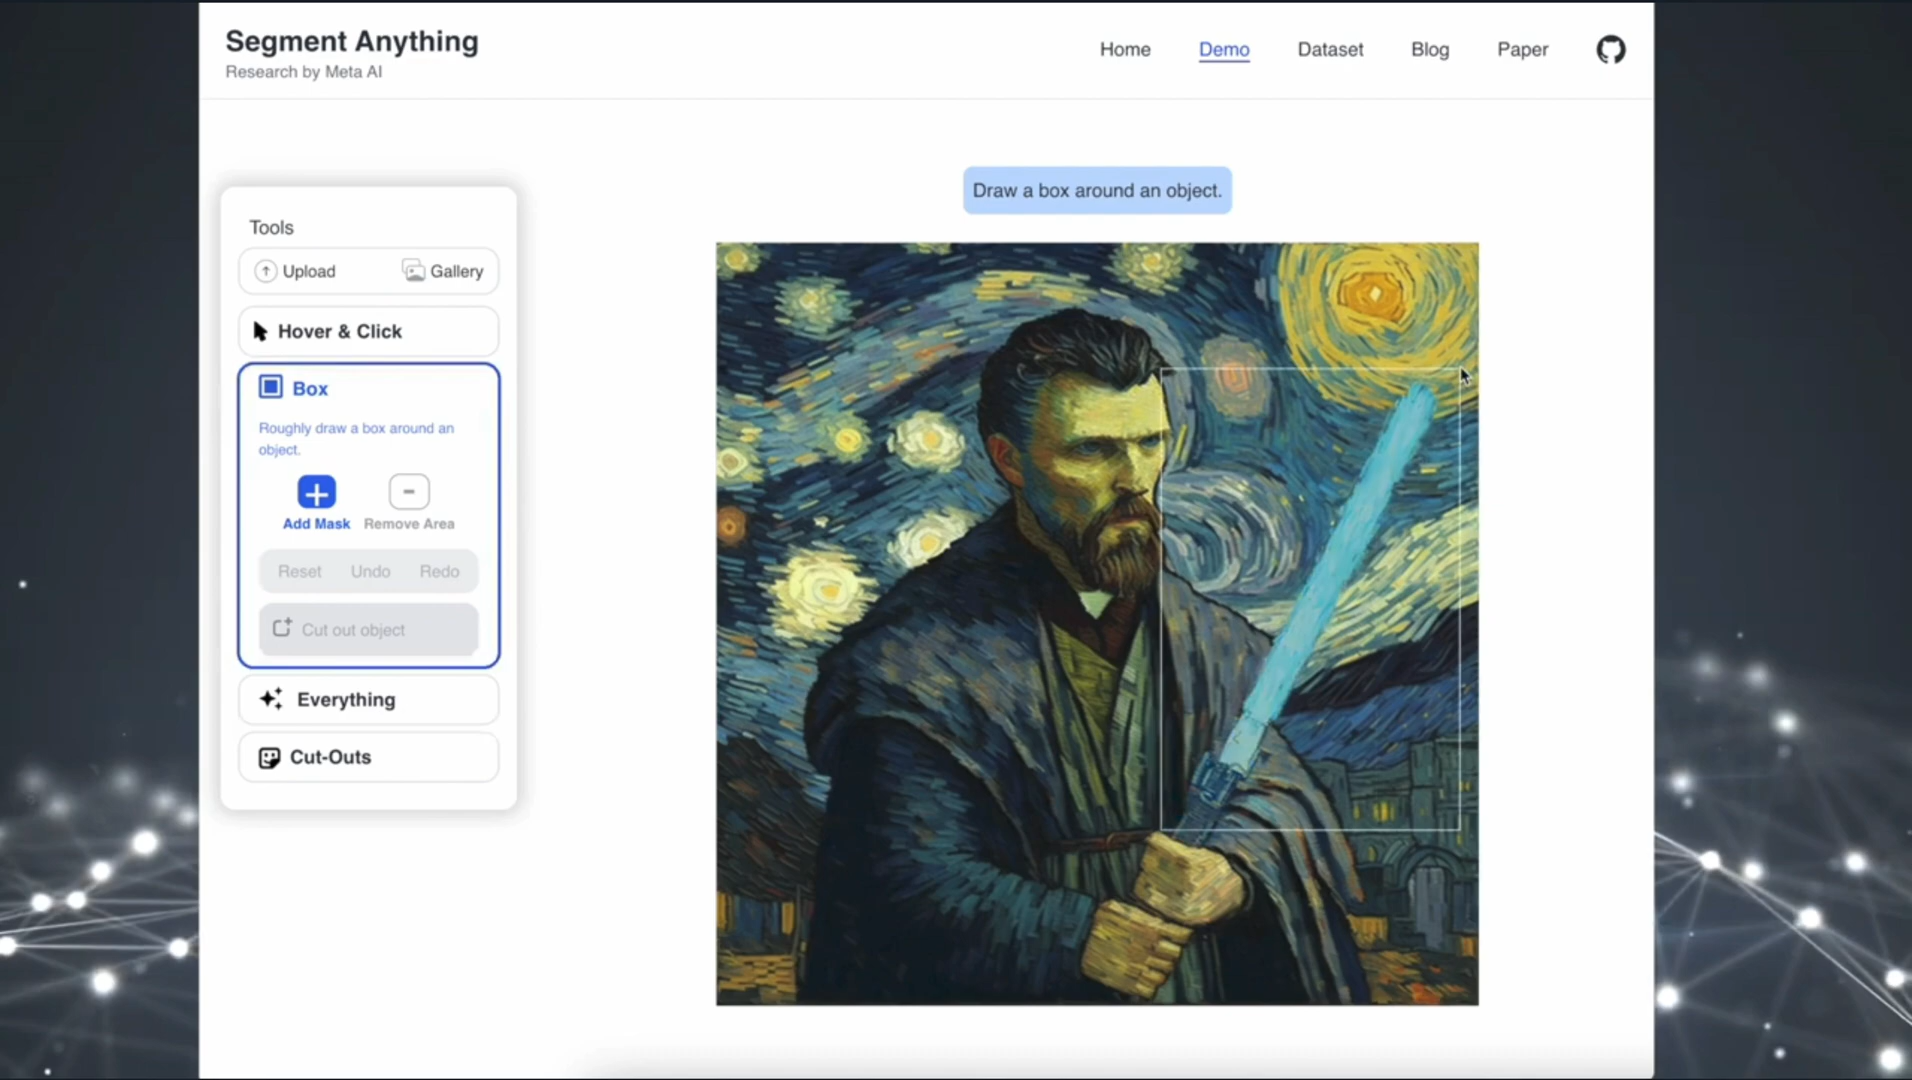 Segment Anything
Research by Meta AI
Home Demo Dataset Blog Paper
Draw a box around an object.
Tools
Upload Gallery
Hover & Click
Box
Roughly draw a box around an
object.
Add Mask Remove Area
Reset Undo Redo
Cut out object
Everything
Cut-Outs